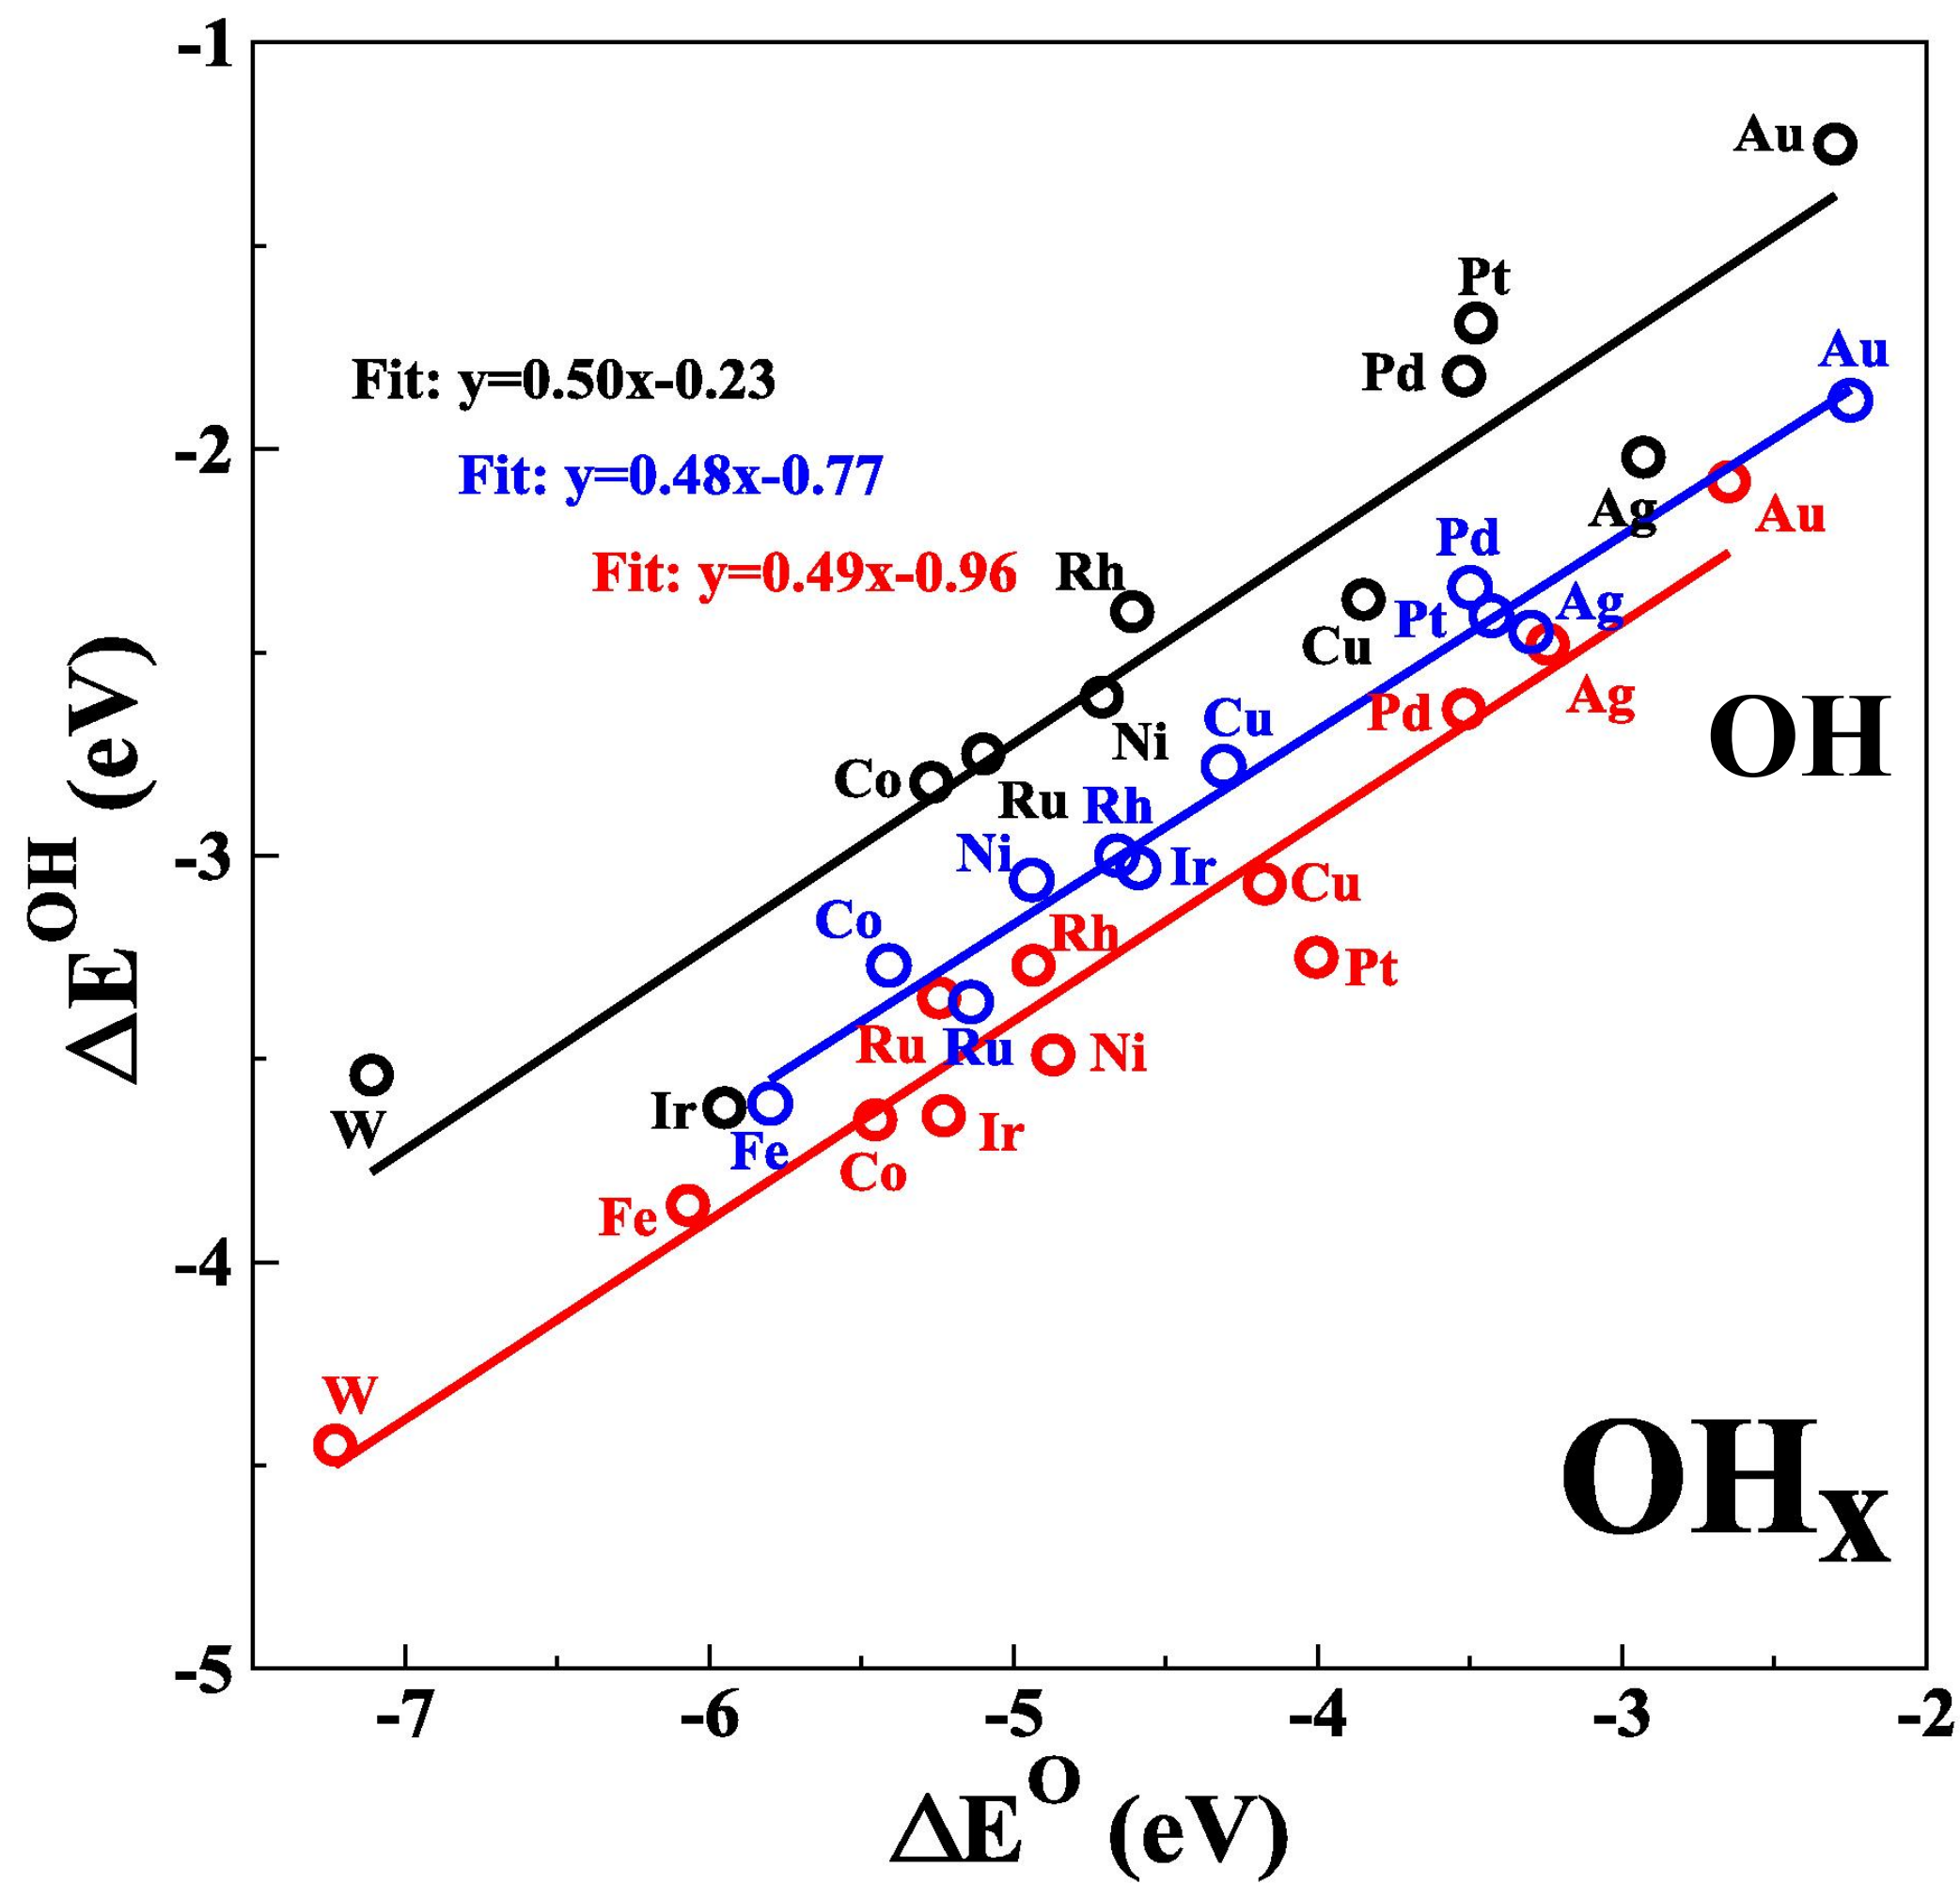 -1
Au
Pt
Au
Fit: y=0.50x-0.23
Pd
-2
Fit: y=0.48x-0.77
Ag
Au
Pd
Fit: y=0.49x-0.96
Rh
Ag
Pt
Cu
Ag
Cu
Pd
OH
Ni
Co
Ru
Rh
-3
Ni
Ir
Cu
Co
Rh
Pt
Ru
Ru
Ni
W
Ir
Fe
Ir
Co
Fe
-4
W
OHx
-5
-7 -6 -5 -4 -3 -2
ΔE^O (eV)
ΔE^OH (eV)